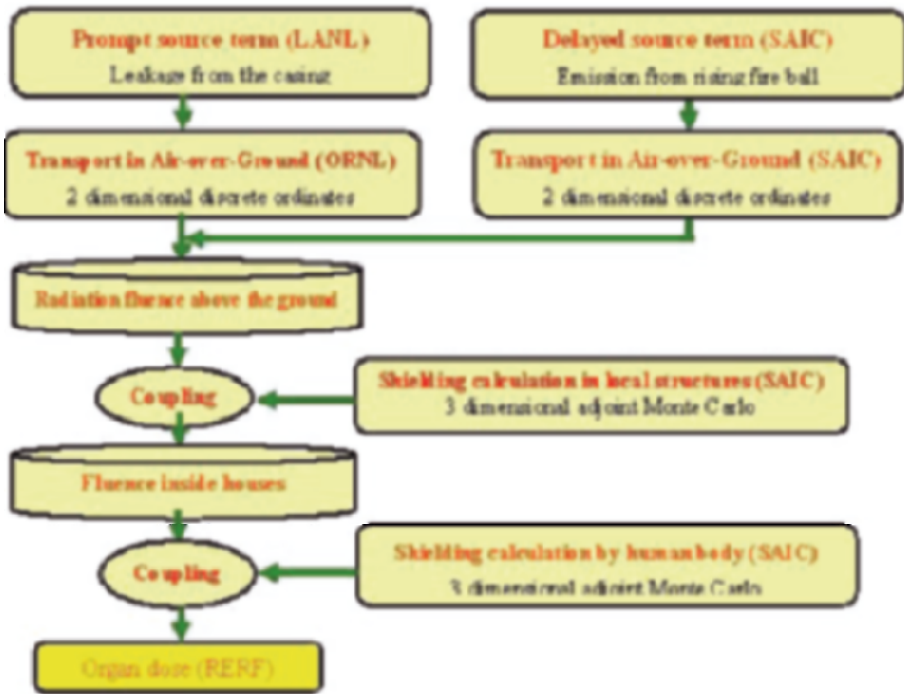 Prompt source term (LANL)
Leakage from the casing
Delayed source term (SAIC)
Emission from rising fire ball
Transport in Air-over-Ground (ORNL)
2 dimensional discrete ordinates
Transport in Air-over-Ground (SAIC)
2 dimensional discrete ordinates
Radiation fluence above the ground
Coupling
Shielding calculation in local structures (SAIC)
3 dimensional adjoint Monte Carlo
Fluence inside houses
Coupling
Shielding calculation by human body (SAIC)
3 dimensional adjoint Monte Carlo
Organ dose (RERF)